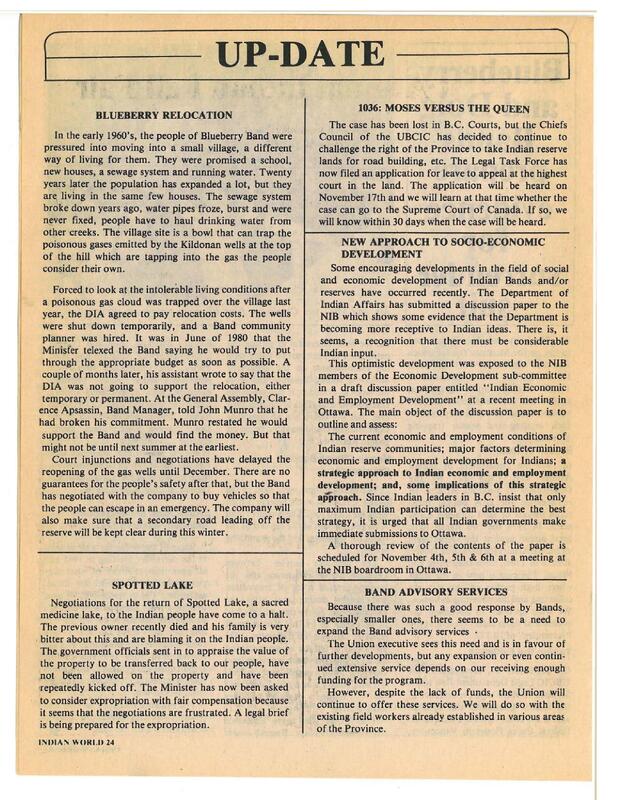 UP-DATE
BLUEBERRY RELOCATION
In the early 1960's, the people of Blueberry Band were
pressured into moving into a small village, a different
way of living for them. They were promised a school,
new houses, a sewage system and running water. Twenty
years later the population has expanded a lot, but they
are living in the same few houses. The sewage system
broke down years ago, water pipes froze, burst and were
never fixed, people have to haul drinking water from
other creeks. The village site is a bowl that can trap the
poisonous gases emitted by the Kildonan wells at the top
of the hill which are tapping into the gas the people
consider their own.
Forced to look at the intolerable living conditions after
a poisonous gas cloud was trapped over the village last
year, the DIA agreed to pay relocation costs. The wells
were shut down temporarily, and a Band community
planner was hired. It was in June of 1980 that the
Minister telexed the Band saying he would try to put
through the appropriate budget as soon as possible. A
couple of months later, his assistant wrote to say that the
DIA was not going to support the relocation, either
temporary or permanent. At the General Assembly, Clar-
ence Apsassin, Band Manager, told John Munro that he
had broken his commitment. Munro restated he would
support the Band and would find the money. But that
might not be until next summer at the earliest.
Court injunctions and negotiations have delayed the
reopening of the gas wells until December. There are no
guarantees for the people's safety after that, but the Band
has negotiated with the company to buy vehicles so that
the people can escape in an emergency. The company will
also make sure that a secondary road leading off the
reserve will be kept clear during this winter.
SPOTTED LAKE
Negotiations for the return of Spotted Lake, a sacred
medicine lake, to the Indian people have come to a halt.
The previous owner recently died and his family is very
bitter about this and are blaming it on the Indian people.
The government officials sent in to appraise the value of
the property to be transferred back to our people, have
not been allowed on the property and have been
repeatedly kicked off. The Minister has now been asked
to consider expropriation with fair compensation because
it seems that the negotiations are frustrated. A legal brief
is being prepared for the expropriation.
INDIAN WORLD 24
1036: MOSES VERSUS THE QUEEN
The case has been lost in B.C. Courts, but the Chiefs
Council of the UBCIC has decided to continue to
challenge the right of the Province to take Indian reserve
lands for road building, etc. The Legal Task Force has
now filed an application for leave to appeal at the highest
court in the land. The application will be heard on
November 17th and we will learn at that time whether the
case can go to the Supreme Court of Canada. If so, we
will know within 30 days when the case will be heard.
NEW APPROACH TO SOCIO-ECONOMIC
DEVELOPMENT
Some encouraging developments in the field of social
and economic development of Indian Bands and/or
reserves have occurred recently. The Department of
Indian Affairs has submitted a discussion paper to the
NIB which shows some evidence that the Department is
becoming more receptive to Indian ideas. There is, it
seems, a recognition that there must be considerable
Indian input.
This optimistic development was exposed to the NIB
members of the Economic Development sub-committee
in a draft discussion paper entitled "Indian Economic
and Employment Development" at a recent meeting in
Ottawa. The main object of the discussion paper is to
outline and assess:
The current economic and employment conditions of
Indian reserve communities; major factors determining
economic and employment development for Indians; a
strategic approach to Indian economic and employment
development; and, some implications of this strategic
approach. Since Indian leaders in B.C. insist that only
maximum Indian participation can determine the best
strategy, it is urged that all Indian governments make
immediate submissions to Ottawa.
A thorough review of the contents of the paper is
scheduled for November 4th, 5th & 6th at a meeting at
the NIB boardroom in Ottawa.
BAND ADVISORY SERVICES
Because there was such a good response by Bands,
especially smaller ones, there seems to be a need to
expand the Band advisory services .
The Union executive sees this need and is in favour of
further developments, but any expansion or even contin-
ued extensive service depends on our receiving enough
funding for the program.
However, despite the lack of funds, the Union will
continue to offer these services. We will do so with the
existing field workers already established in various areas
of the Province.